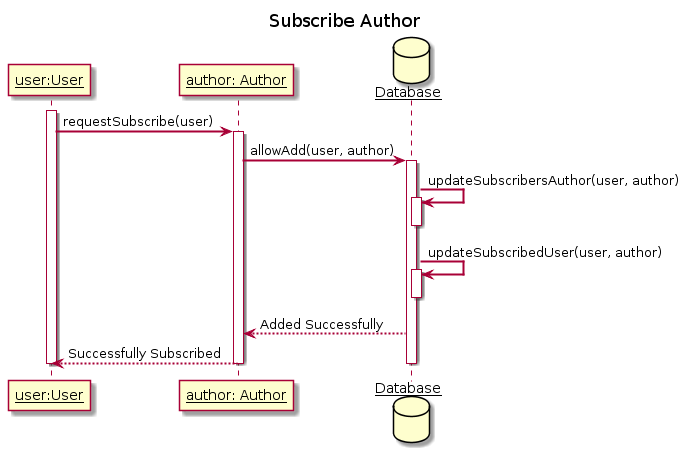 Subscribe Author
user:User
author: Author
Database
requestSubscribe(user)
allowAdd(user, author)
updateSubscribersAuthor(user, author)
updateSubscribedUser(user, author)
Added Successfully
Successfully Subscribed
user:User
author: Author
Database